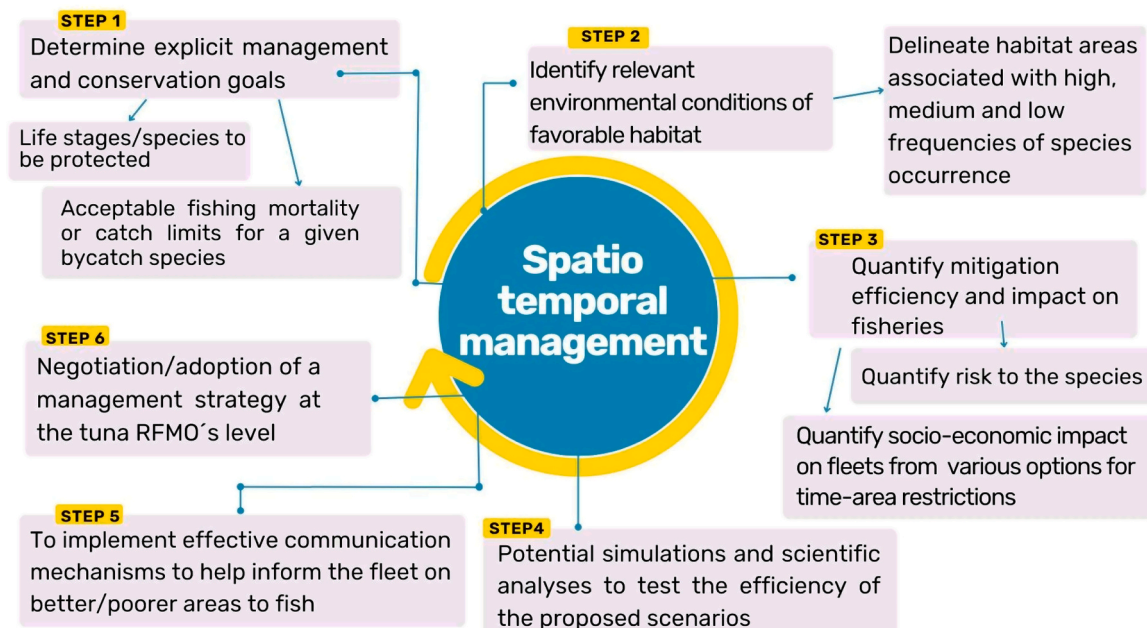 STEP 1
Determine explicit management
and conservation goals
Life stages/species to
be protected
Acceptable fishing mortality
or catch limits for a given
bycatch species
STEP 2
Identify relevant
environmental conditions of
favorable habitat
Delineate habitat areas
associated with high,
medium and low
frequencies of species
occurrence
Spatio
temporal
management
STEP 3
Quantify mitigation
efficiency and impact on
fisheries
Quantify risk to the species
Quantify socio-economic impact
on fleets from various options for
time-area restrictions
STEP4
Potential simulations and scientific
analyses to test the efficiency of
the proposed scenarios
STEP 5
To implement effective communication
mechanisms to help inform the fleet on
better/poorer areas to fish
STEP 6
Negotiation/adoption of a
management strategy at
the tuna RFMO´s level